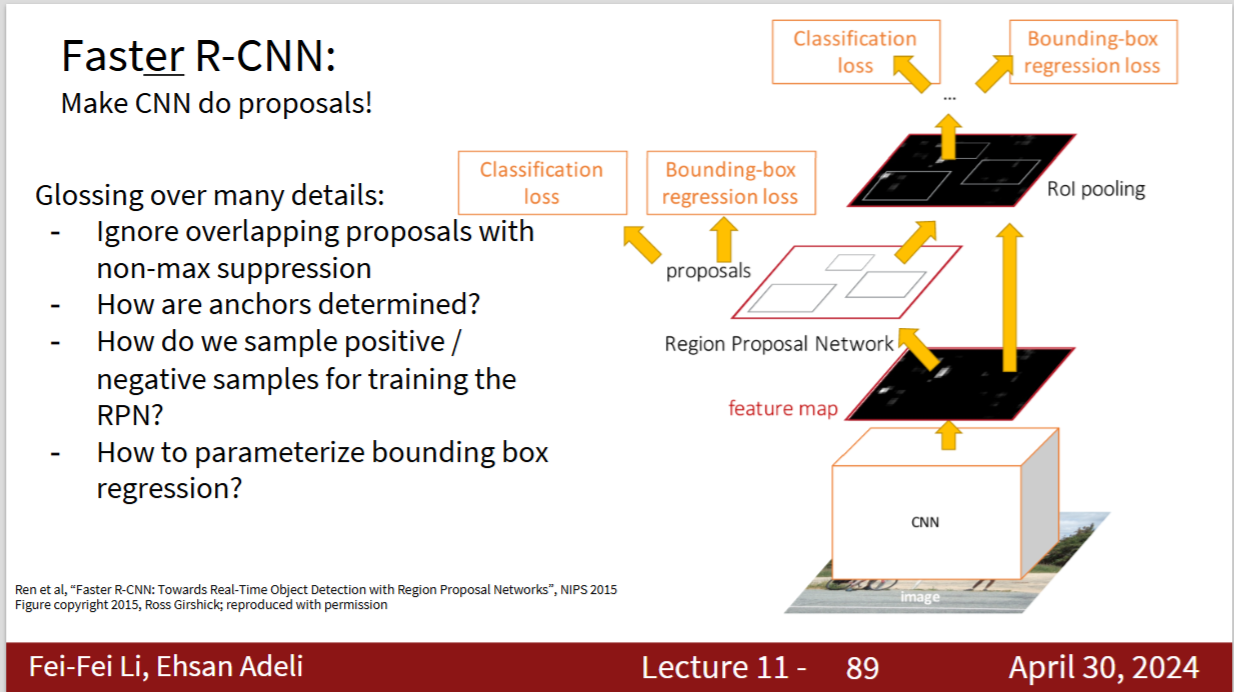 Faster R-CNN:
Make CNN do proposals!
Glossing over many details:
- Ignore overlapping proposals with
non-max suppression
- How are anchors determined?
- How do we sample positive /
negative samples for training the
RPN?
- How to parameterize bounding box
regression?
Classification
loss
Bounding-box
regression loss
...
Classification
loss
Bounding-box
regression loss
RoI pooling
proposals
Region Proposal Network
feature map
CNN
image
Ren et al, “Faster R-CNN: Towards Real-Time Object Detection with Region Proposal Networks”, NIPS 2015
Figure copyright 2015, Ross Girshick; reproduced with permission
Fei-Fei Li, Ehsan Adeli
Lecture 11 - 89
April 30, 2024